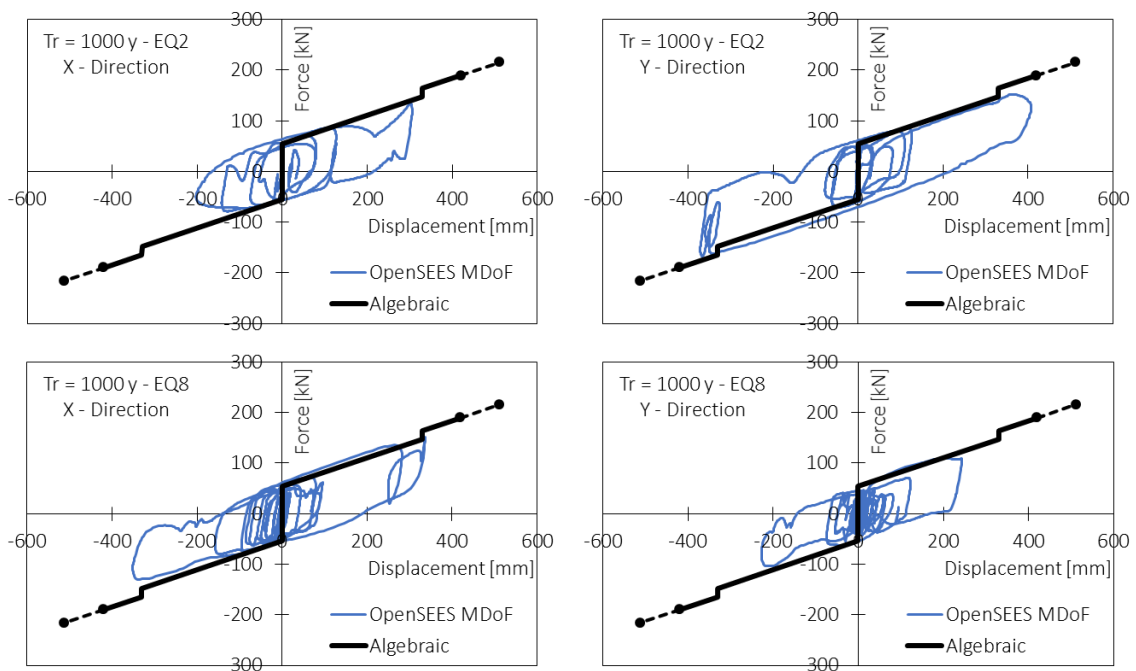 300
Tr = 1000 y - EQ2
X - Direction
Force [kN]
200
100
0
-600
-400
-200
0
200
400
600
-100
Displacement [mm]
-200
OpenSEES MDoF
Algebraic
-300
300
Tr = 1000 y - EQ2
Y - Direction
Force [kN]
200
100
0
-600
-400
-200
0
200
400
600
-100
Displacement [mm]
-200
OpenSEES MDoF
Algebraic
-300
300
Tr = 1000 y - EQ8
X - Direction
Force [kN]
200
100
0
-600
-400
-200
0
200
400
600
-100
Displacement [mm]
-200
OpenSEES MDoF
Algebraic
300
300
Tr = 1000 y - EQ8
Y - Direction
Force [kN]
200
100
0
-600
-400
-200
0
200
400
600
-100
Displacement [mm]
-200
OpenSEES MDoF
Algebraic
300